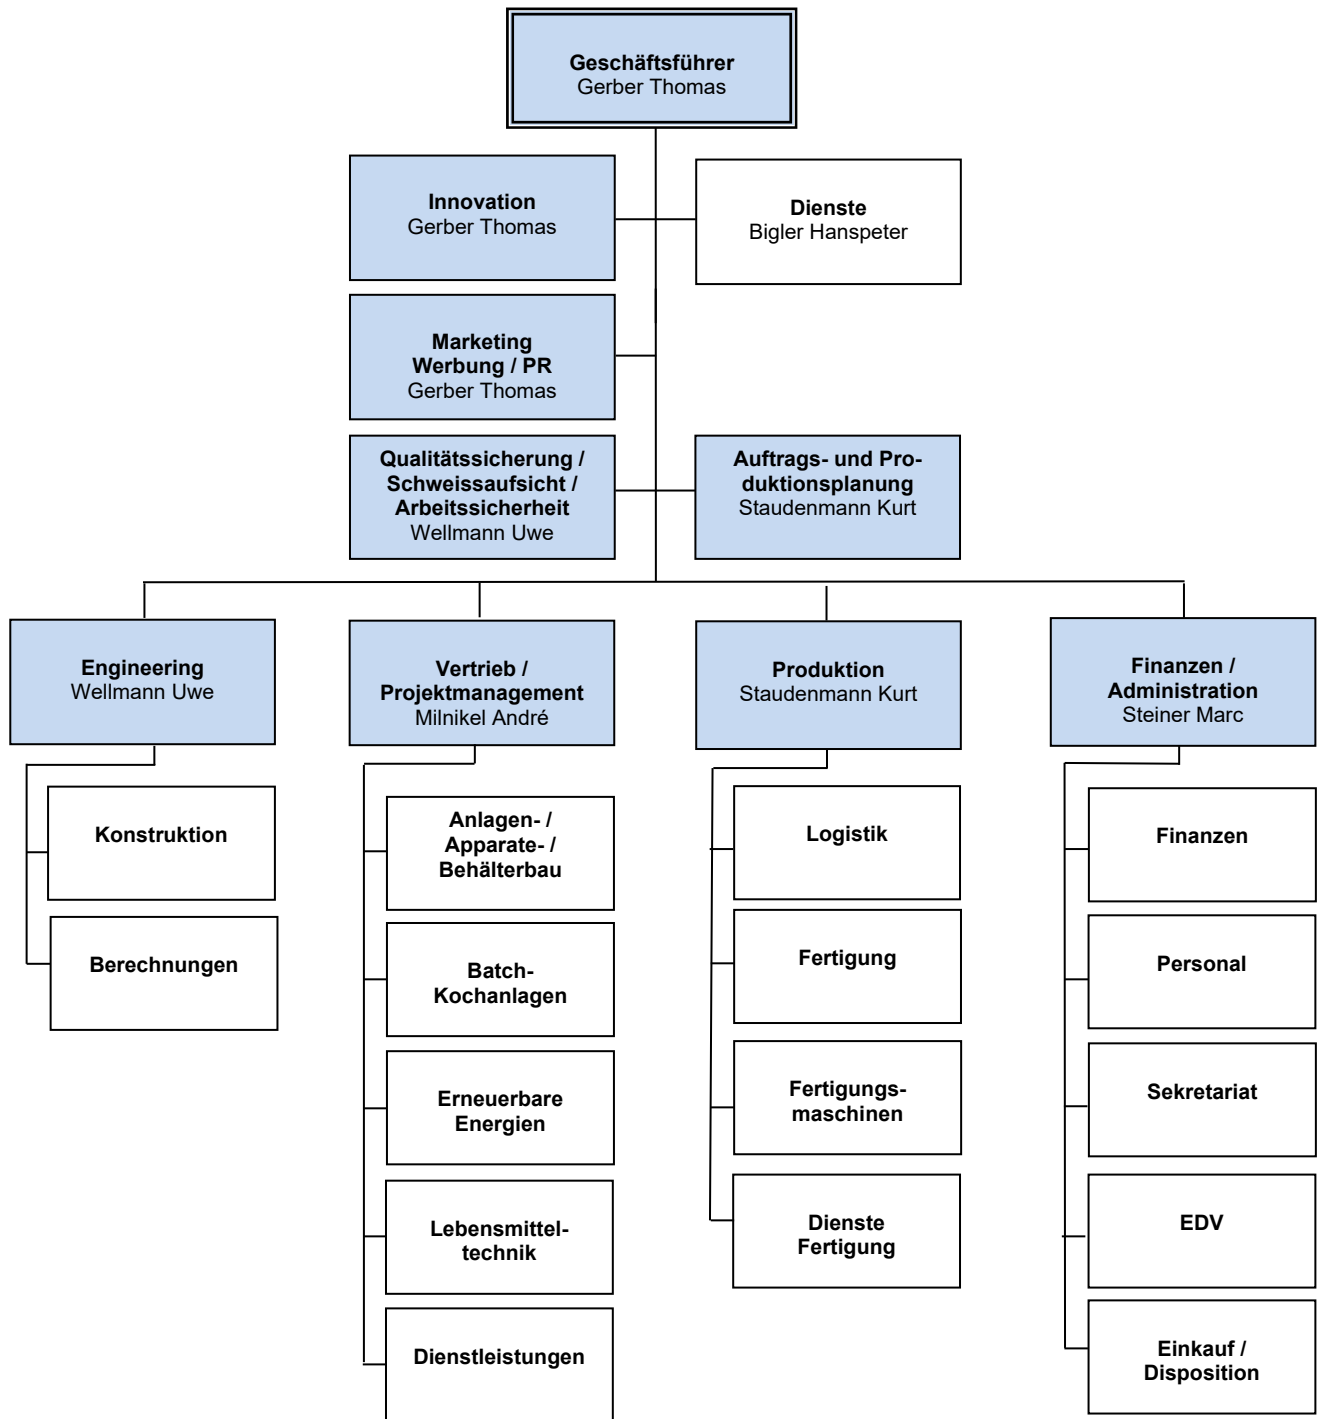 Geschäftsführer
Gerber Thomas
Innovation
Gerber Thomas
Dienste
Bigler Hanspeter
Marketing
Werbung / PR
Gerber Thomas
Qualitätssicherung /
Schweissaufsicht /
Arbeitssicherheit
Wellmann Uwe
Auftrags- und Pro-
duktionsplanung
Staudenmann Kurt
Engineering
Wellmann Uwe
Vertrieb /
Projektmanagement
Milnikel André
Produktion
Staudenmann Kurt
Finanzen /
Administration
Steiner Marc
Konstruktion
Berechnungen
Anlagen- /
Apparate- /
Behälterbau
Batch-
Kochanlagen
Erneuerbare
Energien
Lebensmittel-
technik
Dienstleistungen
Logistik
Fertigung
Fertigungs-
maschinen
Dienste
Fertigung
Finanzen
Personal
Sekretariat
EDV
Einkauf /
Disposition